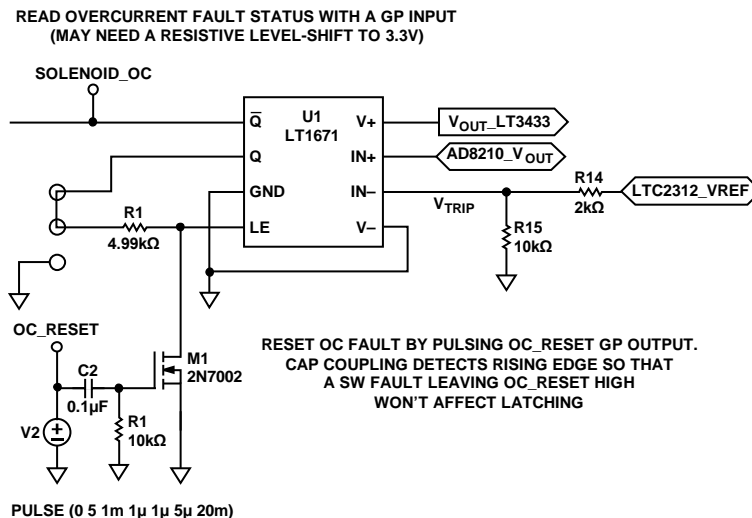 READ OVERCURRENT FAULT STATUS WITH A GP INPUT
(MAY NEED A RESISTIVE LEVEL-SHIFT TO 3.3V)
SOLENOID_OC
U1
LT1671
Q̅
Q
GND
LE
V+
IN+
IN–
V–
VOUT_LT3433
AD8210_VOUT
R14
2kΩ
LTC2312_VREF
VTRIP
R15
10kΩ
R1
4.99kΩ
OC_RESET
C2
0.1µF
M1
2N7002
V2
R1
10kΩ
RESET OC FAULT BY PULSING OC_RESET GP OUTPUT.
CAP COUPLING DETECTS RISING EDGE SO THAT
A SW FAULT LEAVING OC_RESET HIGH
WON'T AFFECT LATCHING
PULSE (0 5 1m 1µ 1µ 5µ 20m)